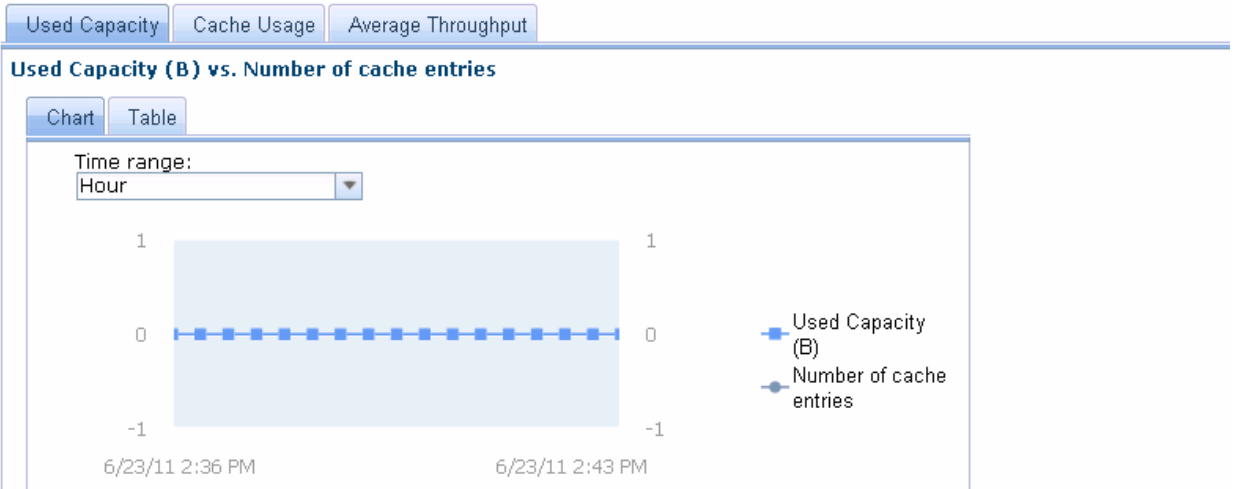 Used Capacity Cache Usage Average Throughput
Used Capacity (B) vs. Number of cache entries
Chart Table
Time range:
Hour
1 1
0 0
-1 -1
6/23/11 2:36 PM 6/23/11 2:43 PM
Used Capacity
(B)
Number of cache
entries